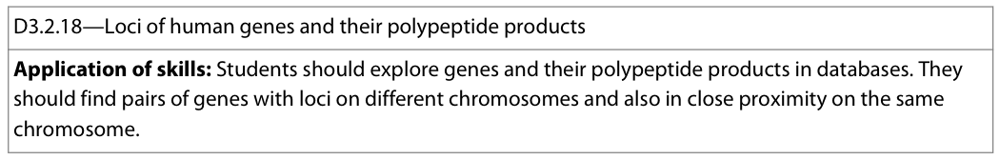 D3.2.18—Loci of human genes and their polypeptide products
Application of skills: Students should explore genes and their polypeptide products in databases. They
should find pairs of genes with loci on different chromosomes and also in close proximity on the same
chromosome.